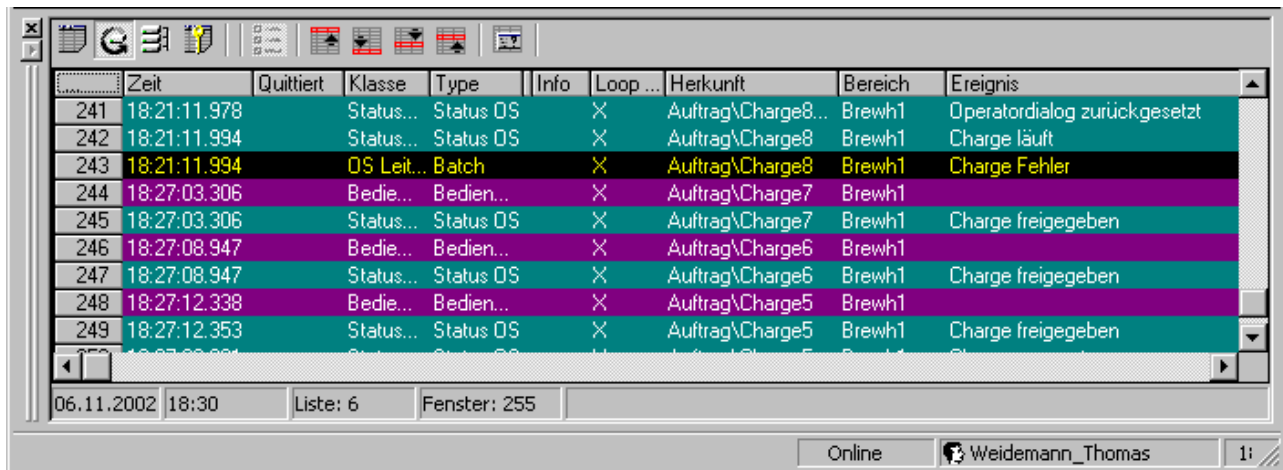 Zeit Quittiert Klasse Type Info Loop ... Herkunft Bereich Ereignis
241 18:21:11.978 Status... Status OS X Auftrag\Charge8... Brewh1 Operatordialog zurückgesetzt
242 18:21:11.994 Status... Status OS X Auftrag\Charge8 Brewh1 Charge läuft
243 18:21:11.994 OS Leit... Batch X Auftrag\Charge8 Brewh1 Charge Fehler
244 18:27:03.306 Bedie... Bedien... X Auftrag\Charge7 Brewh1
245 18:27:03.306 Status... Status OS X Auftrag\Charge7 Brewh1 Charge freigegeben
246 18:27:08.947 Bedie... Bedien... X Auftrag\Charge6 Brewh1
247 18:27:08.947 Status... Status OS X Auftrag\Charge6 Brewh1 Charge freigegeben
248 18:27:12.338 Bedie... Bedien... X Auftrag\Charge5 Brewh1
249 18:27:12.353 Status... Status OS X Auftrag\Charge5 Brewh1 Charge freigegeben
06.11.2002 18:30 Liste: 6 Fenster: 255
Online Weidemann_Thomas